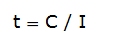 t = C / I